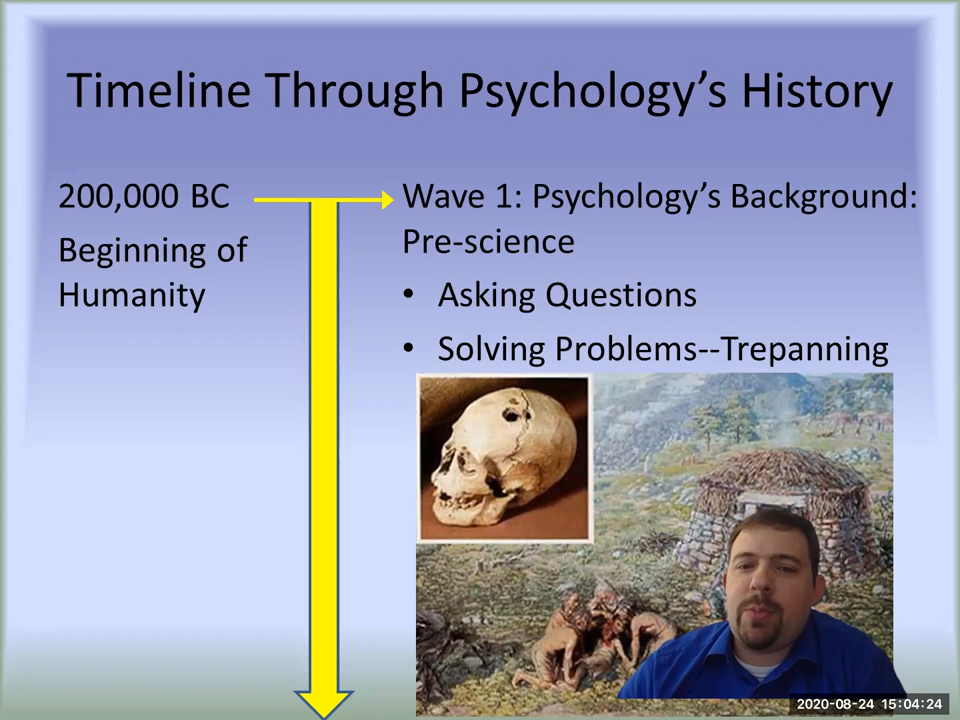 Timeline Through Psychology's History
200,000 BC
Beginning of
Humanity
Wave 1: Psychology's Background:
Pre-science
• Asking Questions
• Solving Problems--Trepanning
2020-08-24 15:04:24